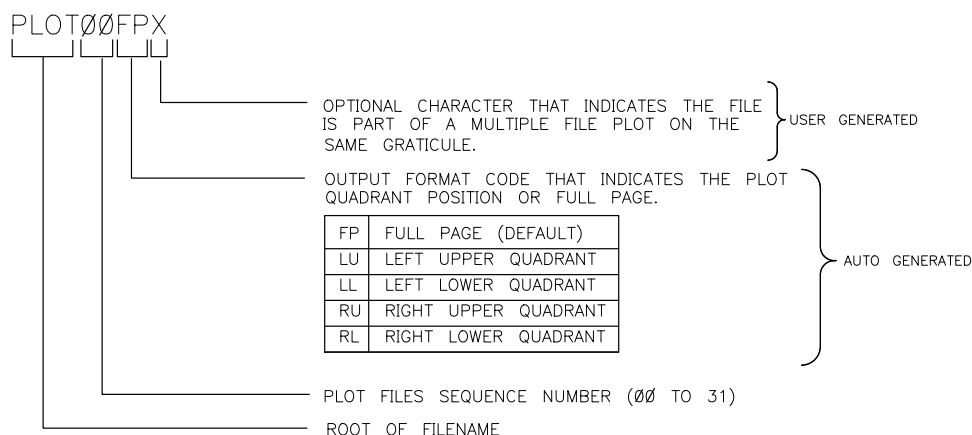 PLOTØØFPX
OPTIONAL CHARACTER THAT INDICATES THE FILE
IS PART OF A MULTIPLE FILE PLOT ON THE
SAME GRATICULE.
USER GENERATED
OUTPUT FORMAT CODE THAT INDICATES THE PLOT
QUADRANT POSITION OR FULL PAGE.
FP FULL PAGE (DEFAULT)
LU LEFT UPPER QUADRANT
LL LEFT LOWER QUADRANT
RU RIGHT UPPER QUADRANT
RL RIGHT LOWER QUADRANT
AUTO GENERATED
PLOT FILES SEQUENCE NUMBER (ØØ TO 31)
ROOT OF FILENAME